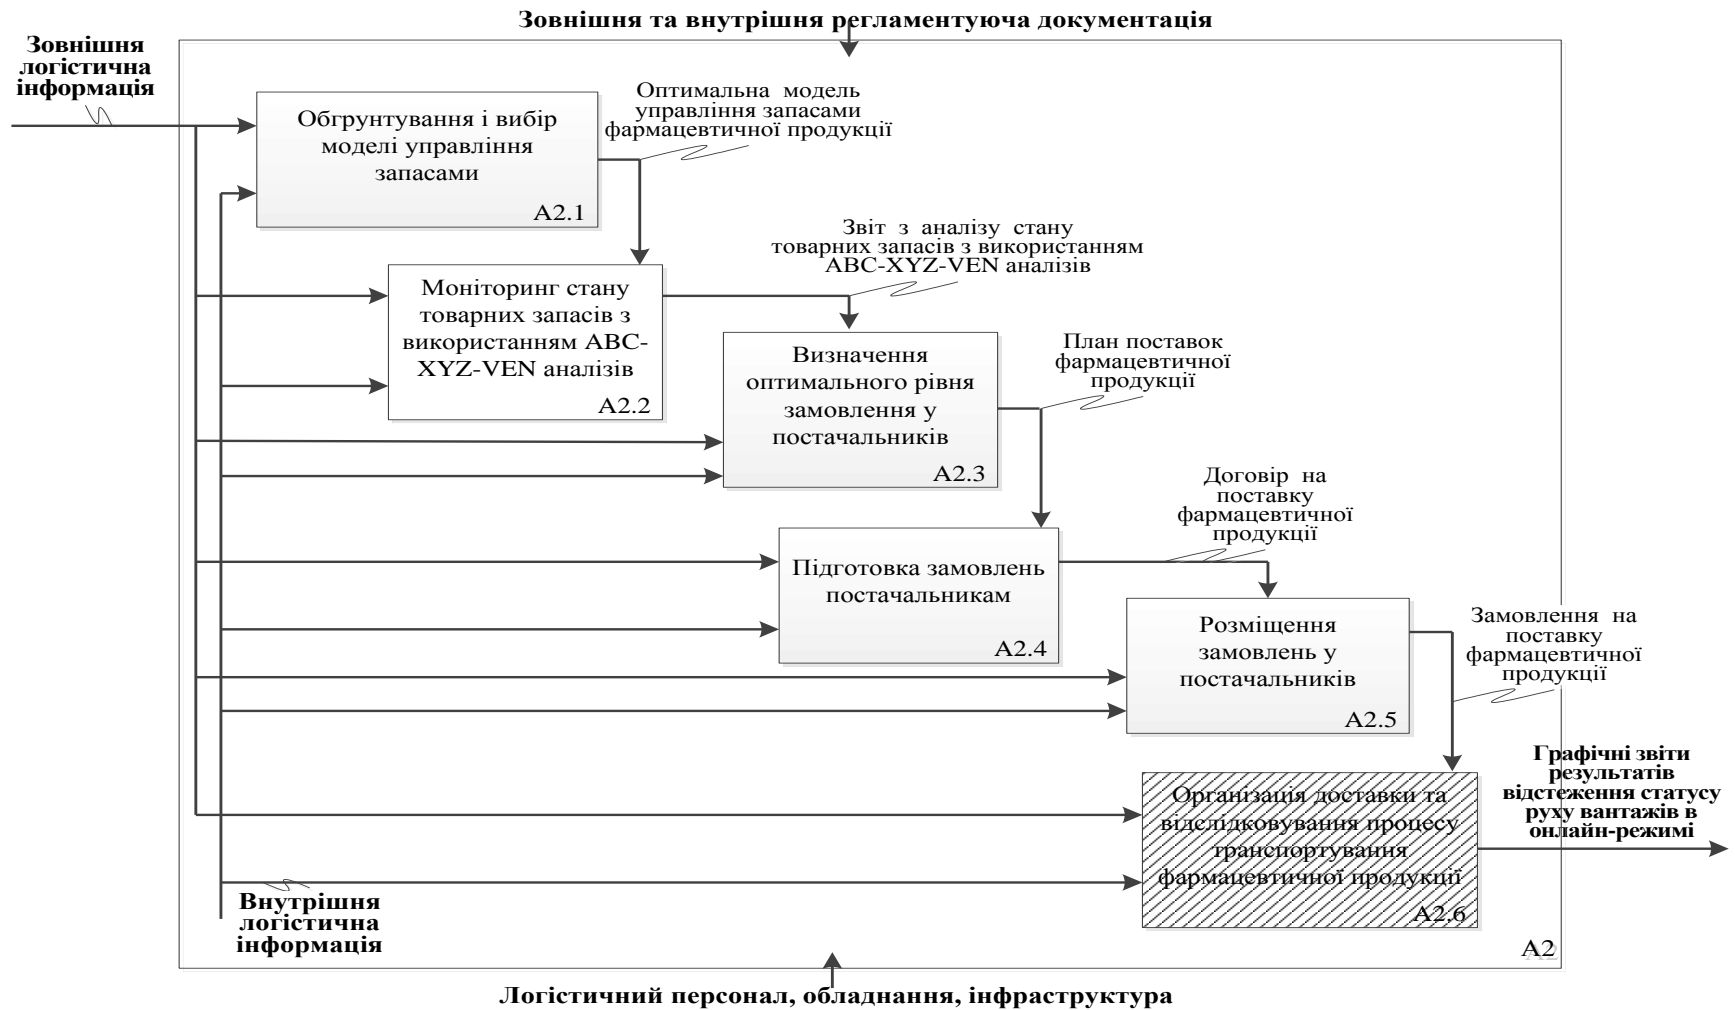 Зовнішня та внутрішня регламентуюча документація
Зовнішня
логістична
інформація
Обгрунтування і вибір
моделі управління
запасами
А2.1
Оптимальна модель
управління запасами
фармацевтичної продукції
Моніторинг стану
товарних запасів з
використанням АВС-
XYZ-VEN аналізів
А2.2
Звіт з аналізу стану
товарних запасів з використанням
АВС-XYZ-VEN аналізів
Визначення
оптимального рівня
замовлення у
постачальників
А2.3
План поставок
фармацевтичної
продукції
Підготовка замовлень
постачальникам
А2.4
Договір на
поставку
фармацевтичної
продукції
Розміщення
замовлень у
постачальників
А2.5
Замовлення на
поставку
фармацевтичної
продукції
Організація доставки та
відслідковування процесу
транспортування
фармацевтичної продукції
А2.6
Графічні звіти
результатів
відстеження статусу
руху вантажів в
онлайн-режимі
Внутрішня
логістична
інформація
А2
Логістичний персонал, обладнання, інфраструктура